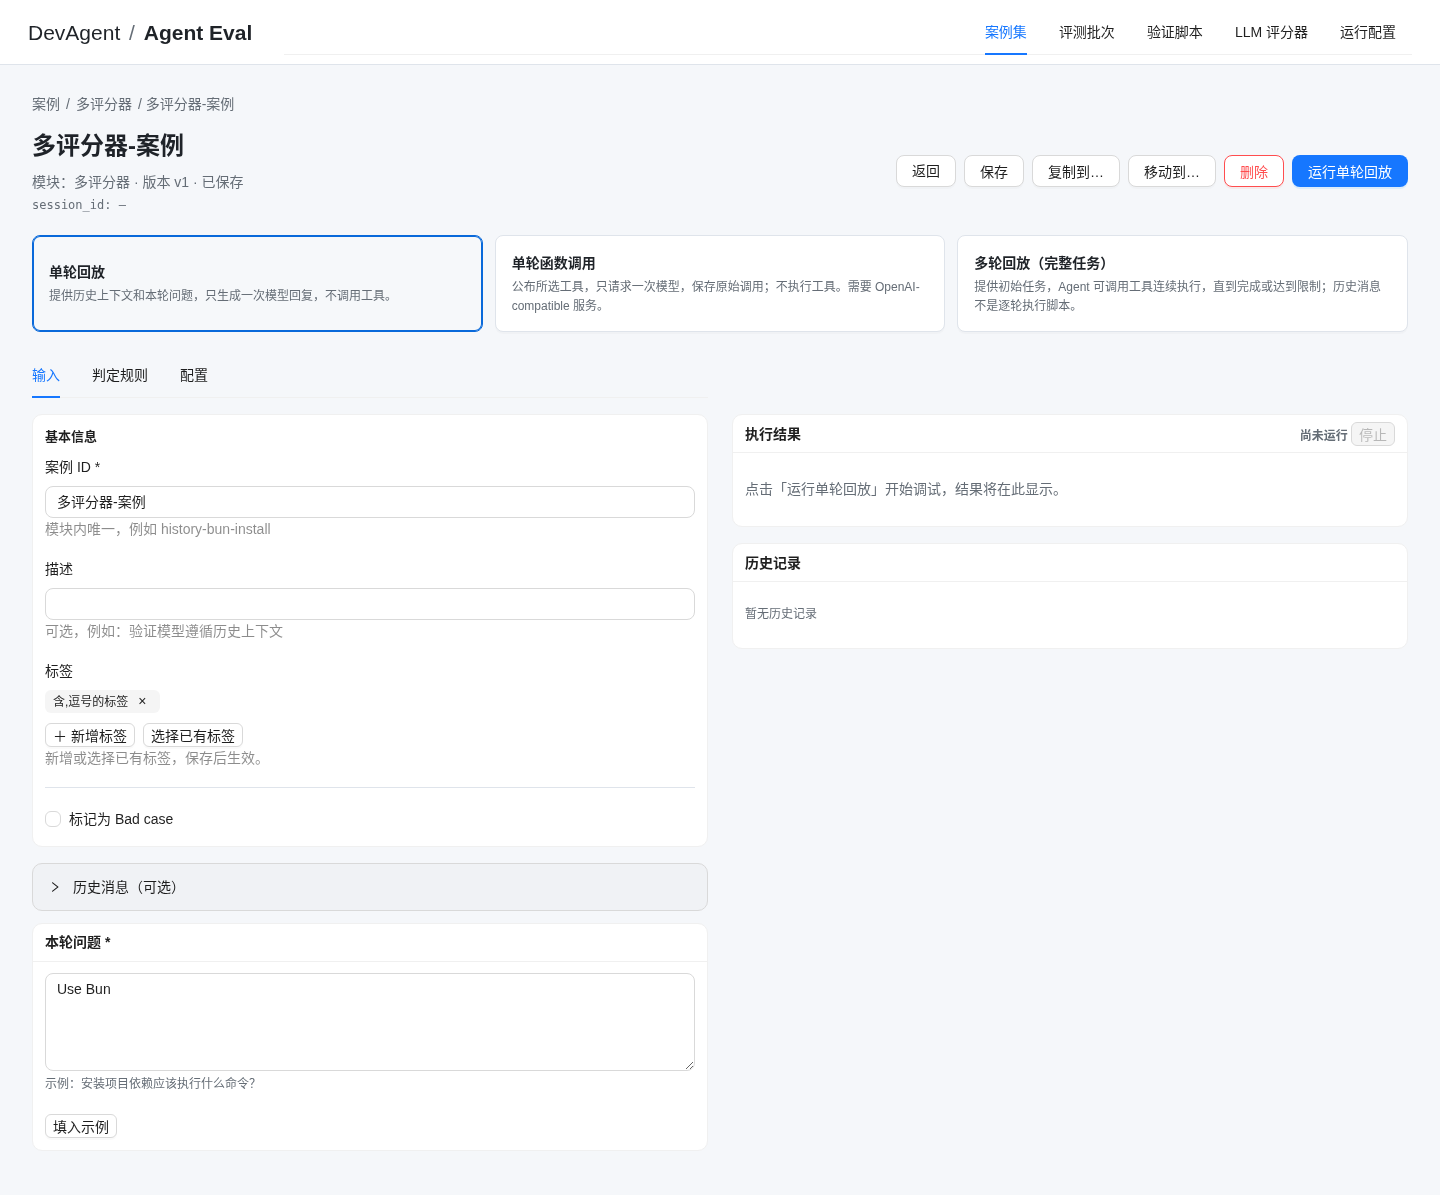 DevAgent / Agent Eval
案例集 评测批次 验证脚本 LLM 评分器 运行配置
案例 / 多评分器 / 多评分器-案例
多评分器-案例
模块：多评分器 · 版本 v1 · 已保存
session_id: —
返回 保存 复制到… 移动到… 删除 运行单轮回放
单轮回放
提供历史上下文和本轮问题，只生成一次模型回复，不调用工具。
单轮函数调用
公布所选工具，只请求一次模型，保存原始调用；不执行工具。需要 OpenAI-
compatible 服务。
多轮回放（完整任务）
提供初始任务，Agent 可调用工具连续执行，直到完成或达到限制；历史消息
不是逐轮执行脚本。
输入 判定规则 配置
基本信息
案例 ID *
多评分器-案例
模块内唯一，例如 history-bun-install
描述
可选，例如：验证模型遵循历史上下文
标签
含,逗号的标签 ×
＋ 新增标签 选择已有标签
新增或选择已有标签，保存后生效。
标记为 Bad case
历史消息（可选）
本轮问题 *
Use Bun
示例：安装项目依赖应该执行什么命令？
填入示例
执行结果
尚未运行 停止
点击「运行单轮回放」开始调试，结果将在此显示。
历史记录
暂无历史记录